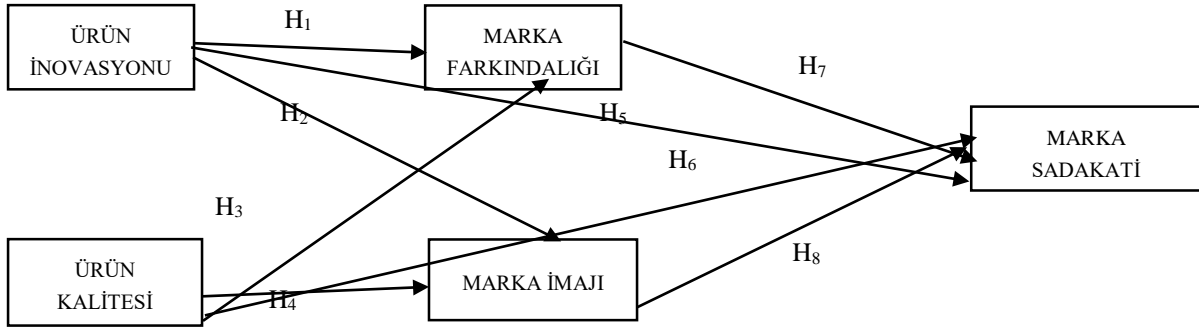 ÜRÜN
İNOVASYONU
H₁
MARKA
FARKINDALIĞI
H₇
H₂
H₅
MARKA
SADAKATİ
H₆
H₃
ÜRÜN
KALİTESİ
H₄
MARKA İMAJI
H₈